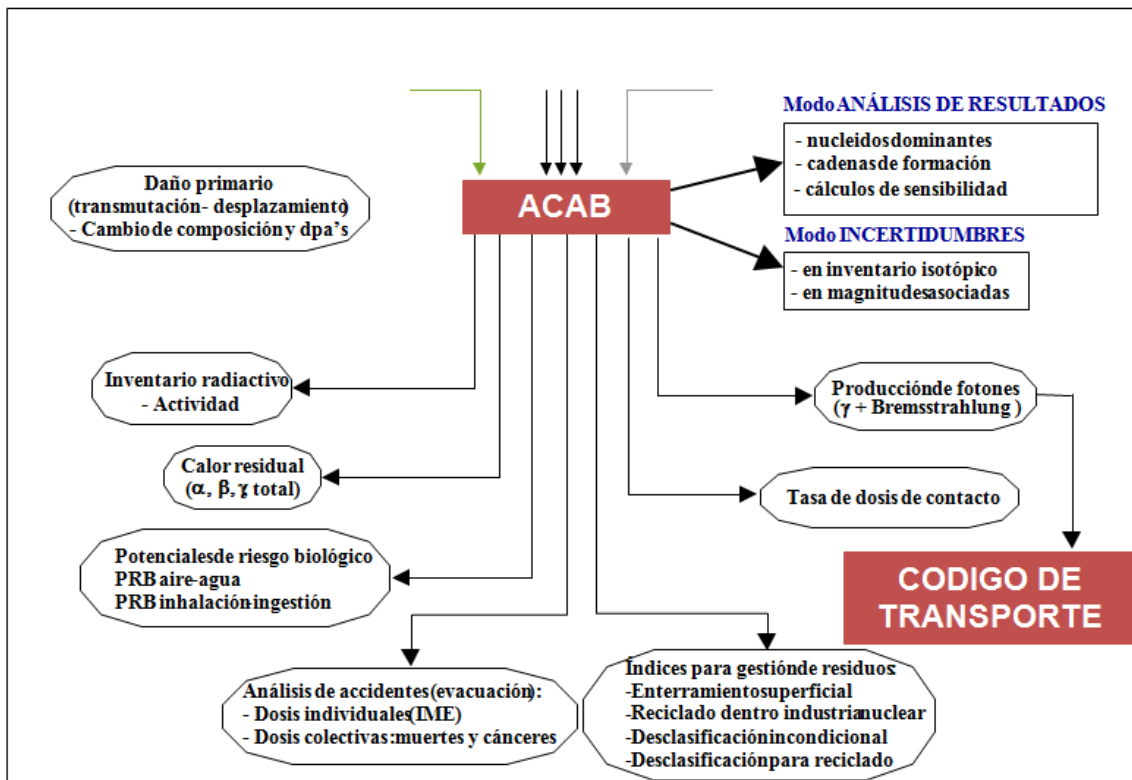 Modo ANÁLISIS DE RESULTADOS
- nucleidos dominantes
- cadenas de formación
- cálculos de sensibilidad
Daño primario
(transmutación - desplazamiento)
- Cambio de composición y dpa's
ACAB
Modo INCERTIDUMBRES
- en inventario isotópico
- en magnitudes asociadas
Inventario radiactivo
- Actividad
Producción de fotones
(γ + Bremsstrahlung )
Calor residual
(α, β, γ, total)
Tasa de dosis de contacto
Potenciales de riesgo biológico
PRB aire-agua
PRB inhalación-ingestión
CODIGO DE
TRANSPORTE
Análisis de accidentes (evacuación):
- Dosis individuales (IME)
- Dosis colectivas: muertes y cánceres
Índices para gestión de residuos:
-Enterramiento superficial
-Reciclado dentro industria nuclear
-Desclasificación incondicional
-Desclasificación para reciclado